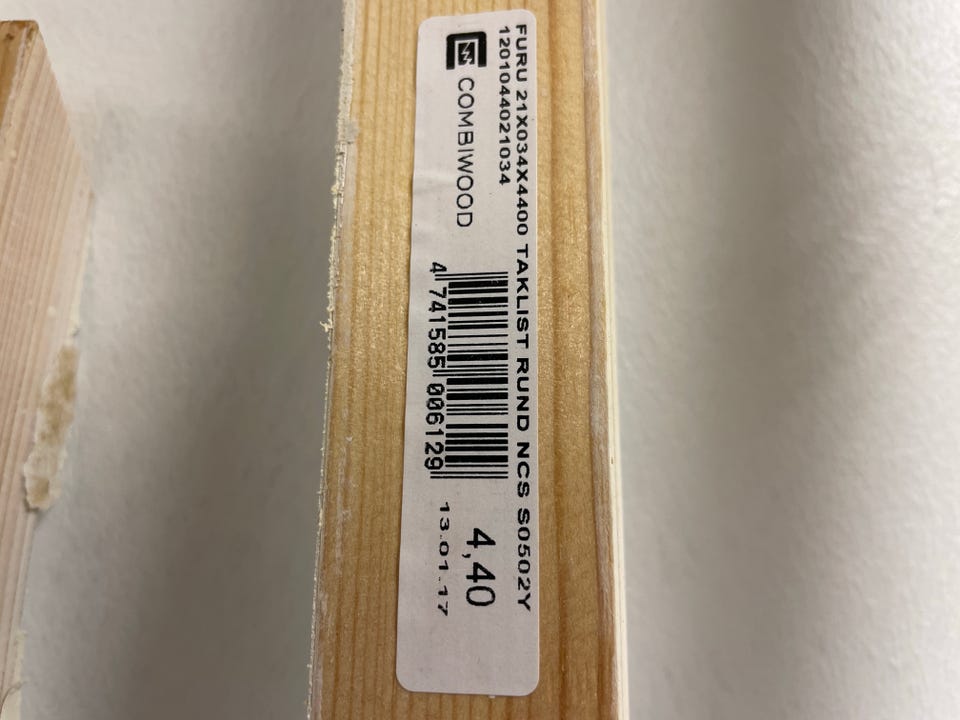 FURU 21X034X4400 TAKLIST RUND NCS S0502Y
1201044021034
COMBIWOOD
4 741585 006129
4,40
13.01.17